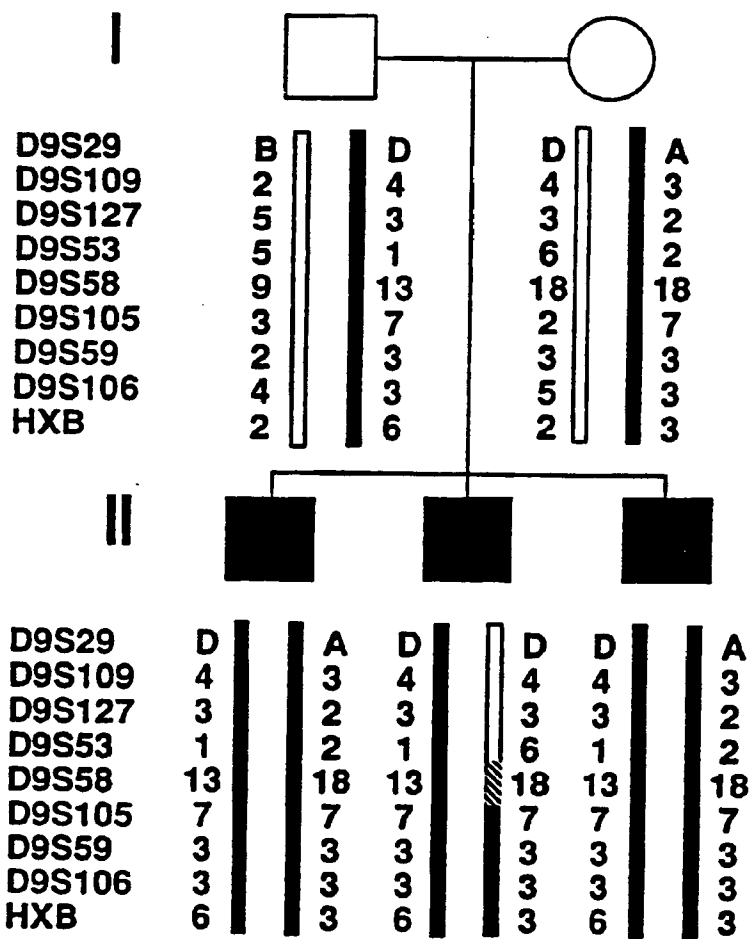 I
D9S29 B D D A
D9S109 2 4 4 3
D9S127 5 3 3 2
D9S53 5 1 6 2
D9S58 9 13 18 18
D9S105 3 7 2 7
D9S59 2 3 3 3
D9S106 4 3 5 3
HXB 2 6 2 3
II
D9S29 D A D D D A
D9S109 4 3 4 4 4 3
D9S127 3 2 3 3 3 2
D9S53 1 2 1 6 1 2
D9S58 13 18 13 18 13 18
D9S105 7 7 7 7 7 7
D9S59 3 3 3 3 3 3
D9S106 3 3 3 3 3 3
HXB 6 3 6 3 6 3